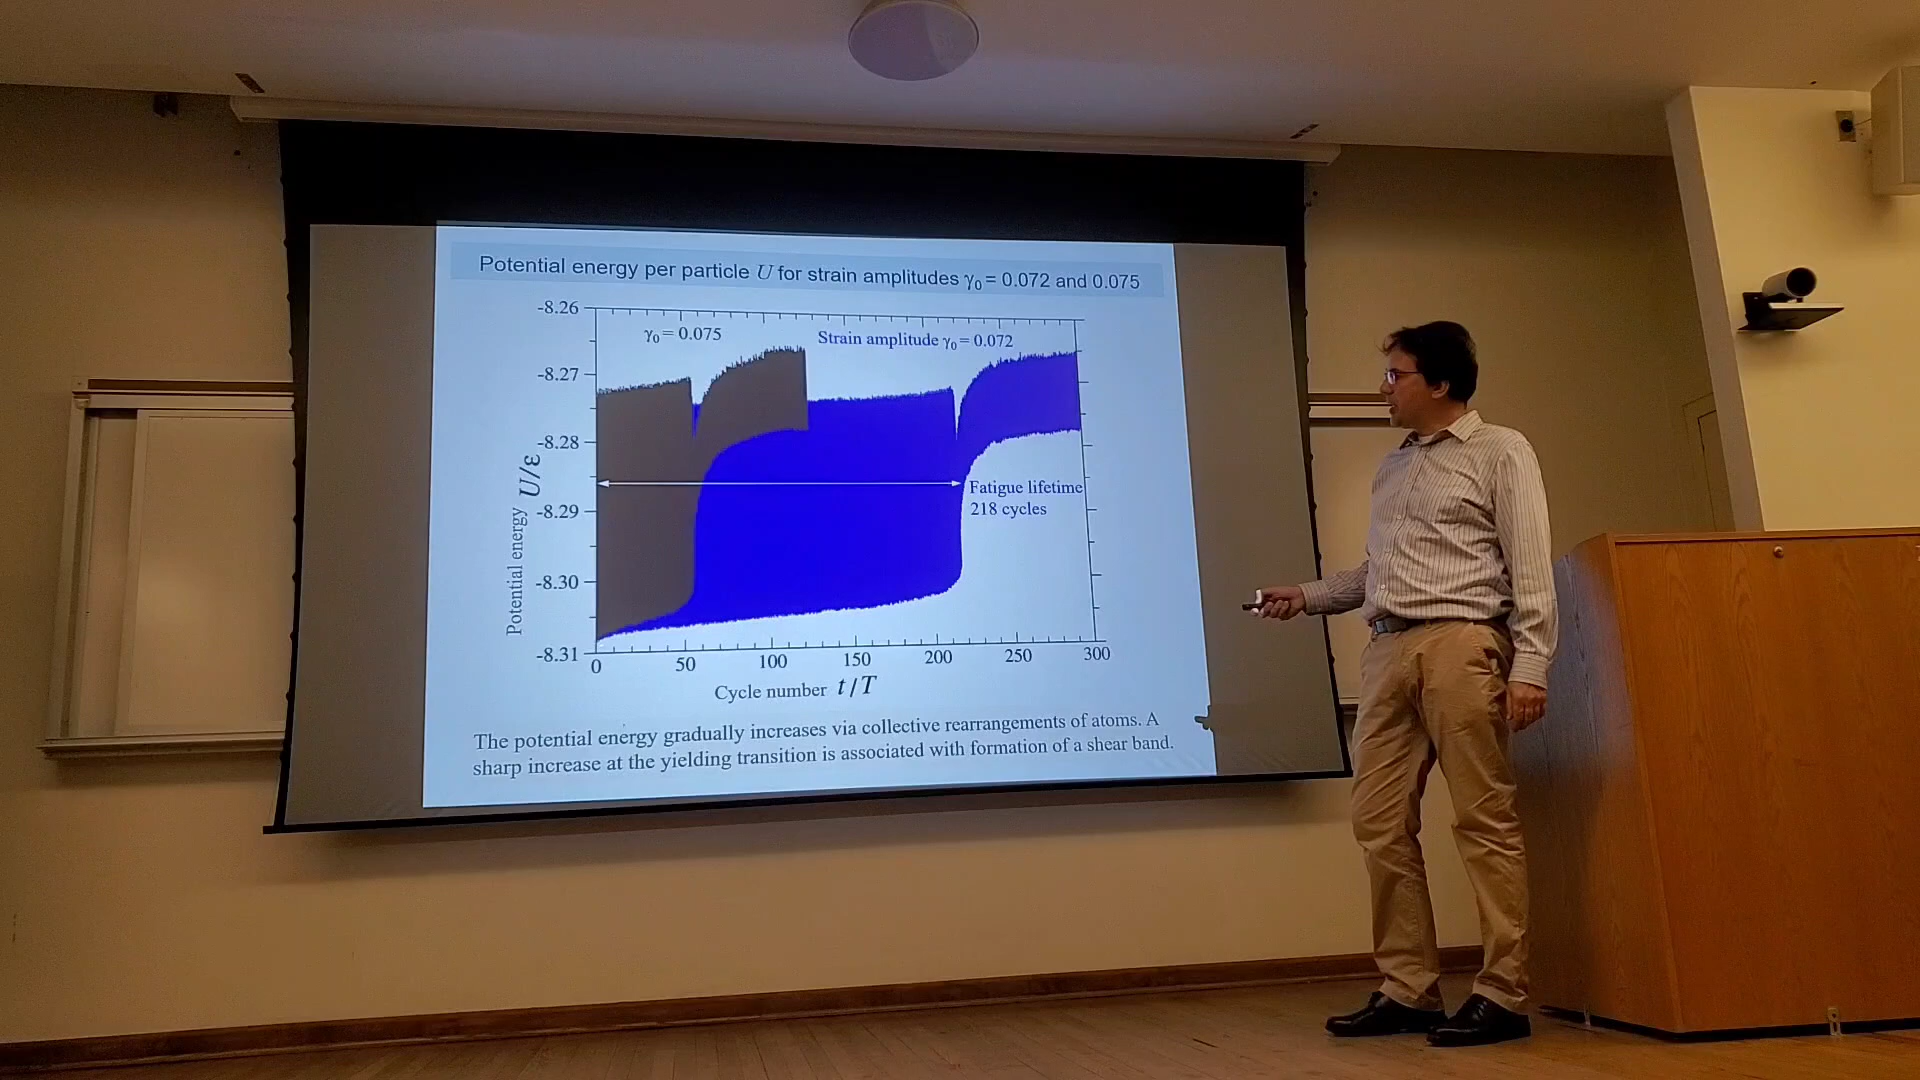 Potential energy per particle U for strain amplitudes γ₀ = 0.072 and 0.075
-8.26
γ₀ = 0.075
Strain amplitude γ₀ = 0.072
-8.27
-8.28
Potential energy U/ε
Fatigue lifetime
218 cycles
-8.29
-8.30
-8.31
0 50 100 150 200 250 300
Cycle number t/T
The potential energy gradually increases via collective rearrangements of atoms. A
sharp increase at the yielding transition is associated with formation of a shear band.